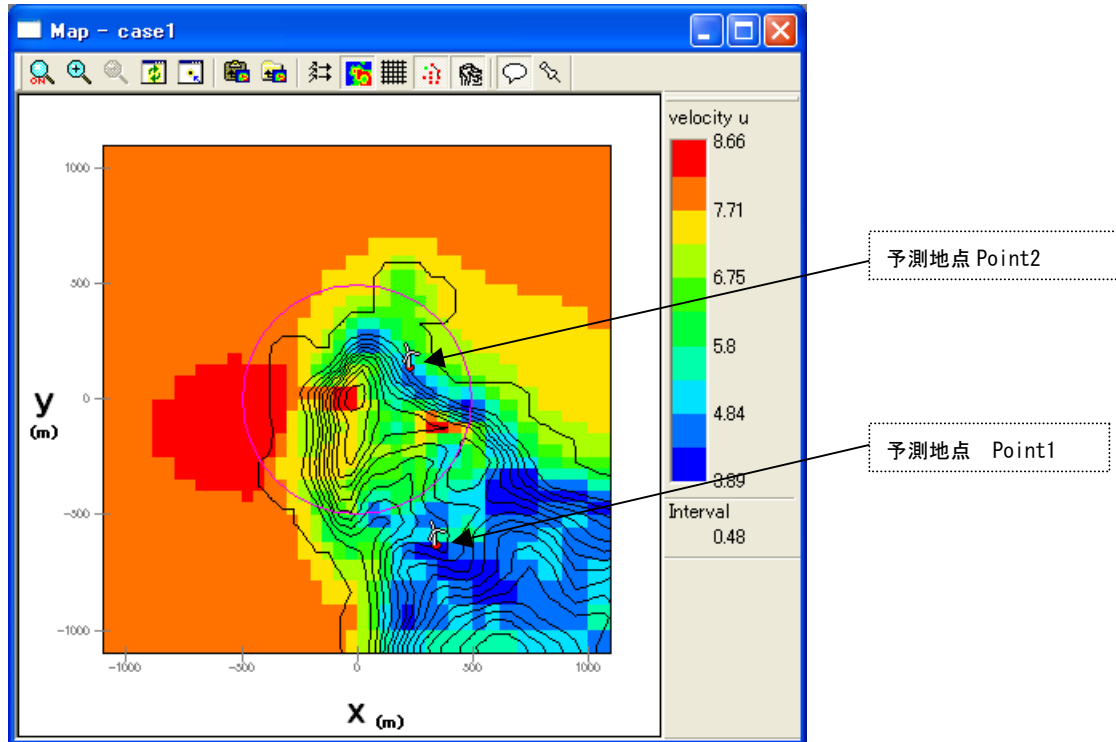 Map - case1
ON
velocity u
8.66
7.71
6.75
5.8
4.84
3.89
Interval
0.48
1000
500
0
-500
-1000
y
(m)
-1000
-500
0
500
1000
x (m)
予測地点 Point2
予測地点 Point1